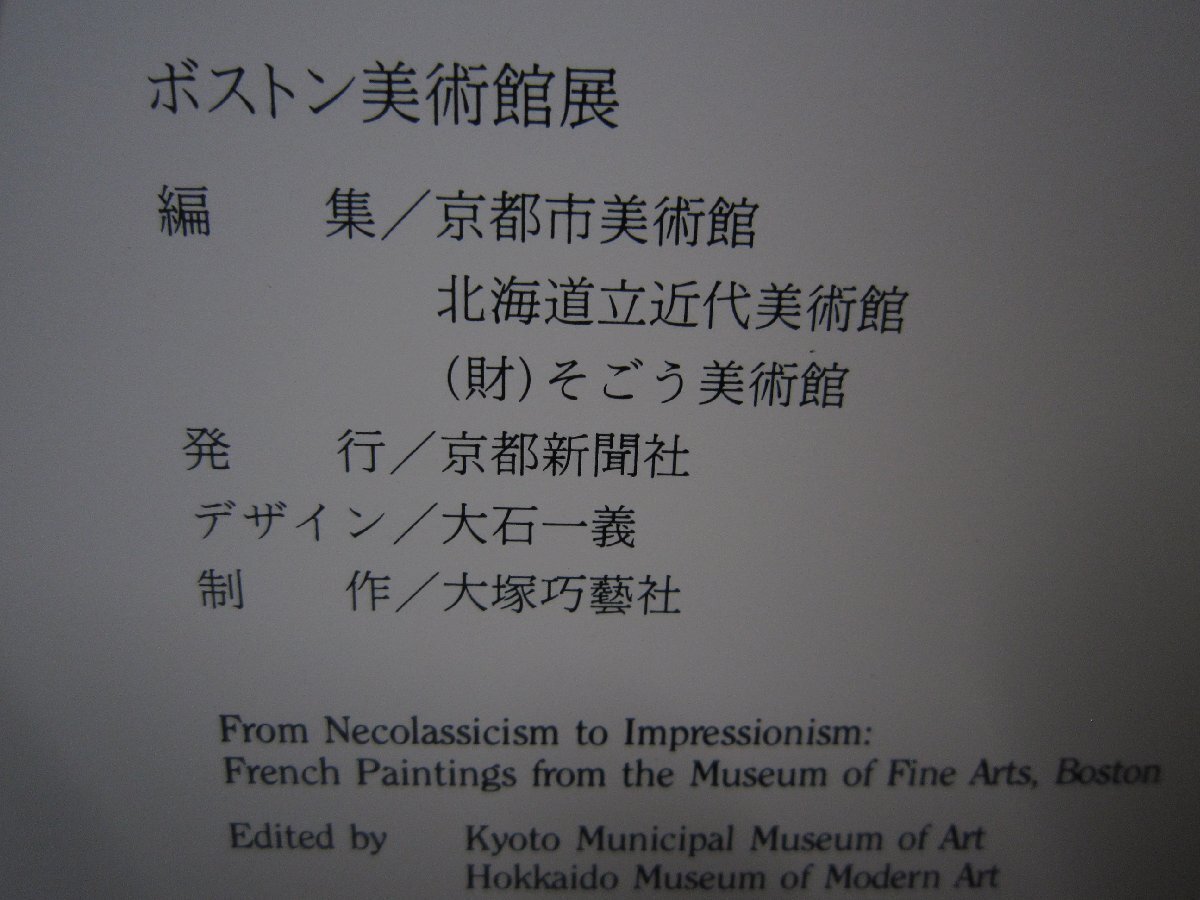 ボストン美術館展
編　　集／京都市美術館
北海道立近代美術館
(財)そごう美術館
発　　行／京都新聞社
デザイン／大石一義
制　　作／大塚巧藝社
From Necolassicism to Impressionism:
French Paintings from the Museum of Fine Arts, Boston
Edited by Kyoto Municipal Museum of Art
Hokkaido Museum of Modern Art